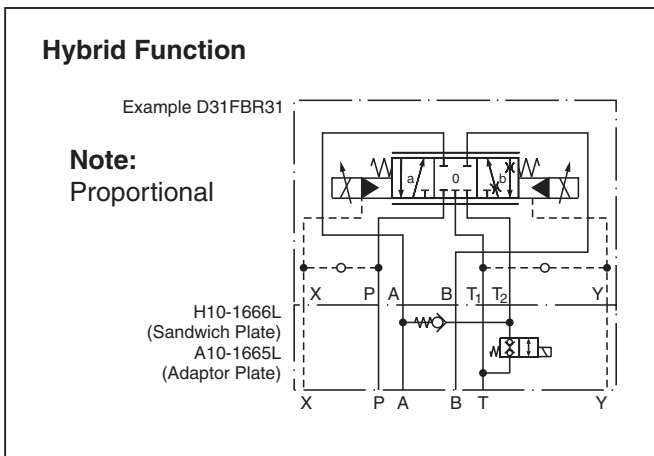 Hybrid Function
Example D31FBR31
Note:
Proportional
a 0 b
X P A B T1 T2 Y
H10-1666L
(Sandwich Plate)
A10-1665L
(Adaptor Plate)
X P A B T Y